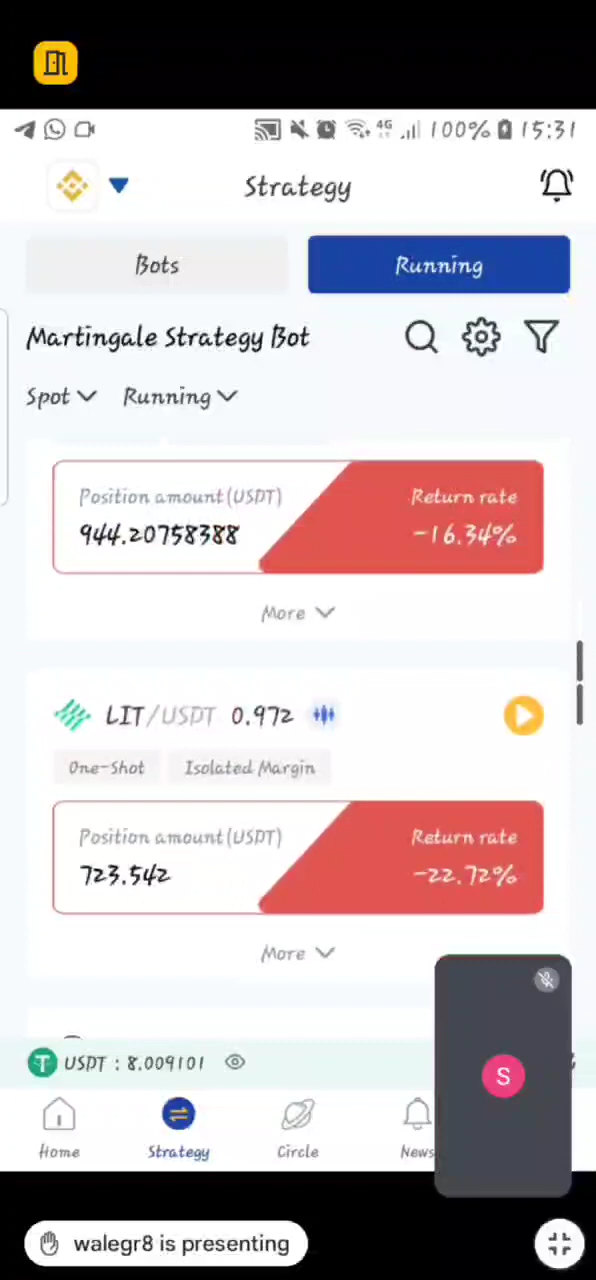 4G 100% 15:31
Strategy
Bots Running
Martingale Strategy Bot
Spot Running
Position amount(USDT) Return rate
944.20758388 -16.34%
More
LIT/USDT 0.972
One-Shot Isolated Margin
Position amount(USDT) Return rate
723.542 -22.72%
More
S
USDT : 8.009101
Home Strategy Circle News
walegr8 is presenting